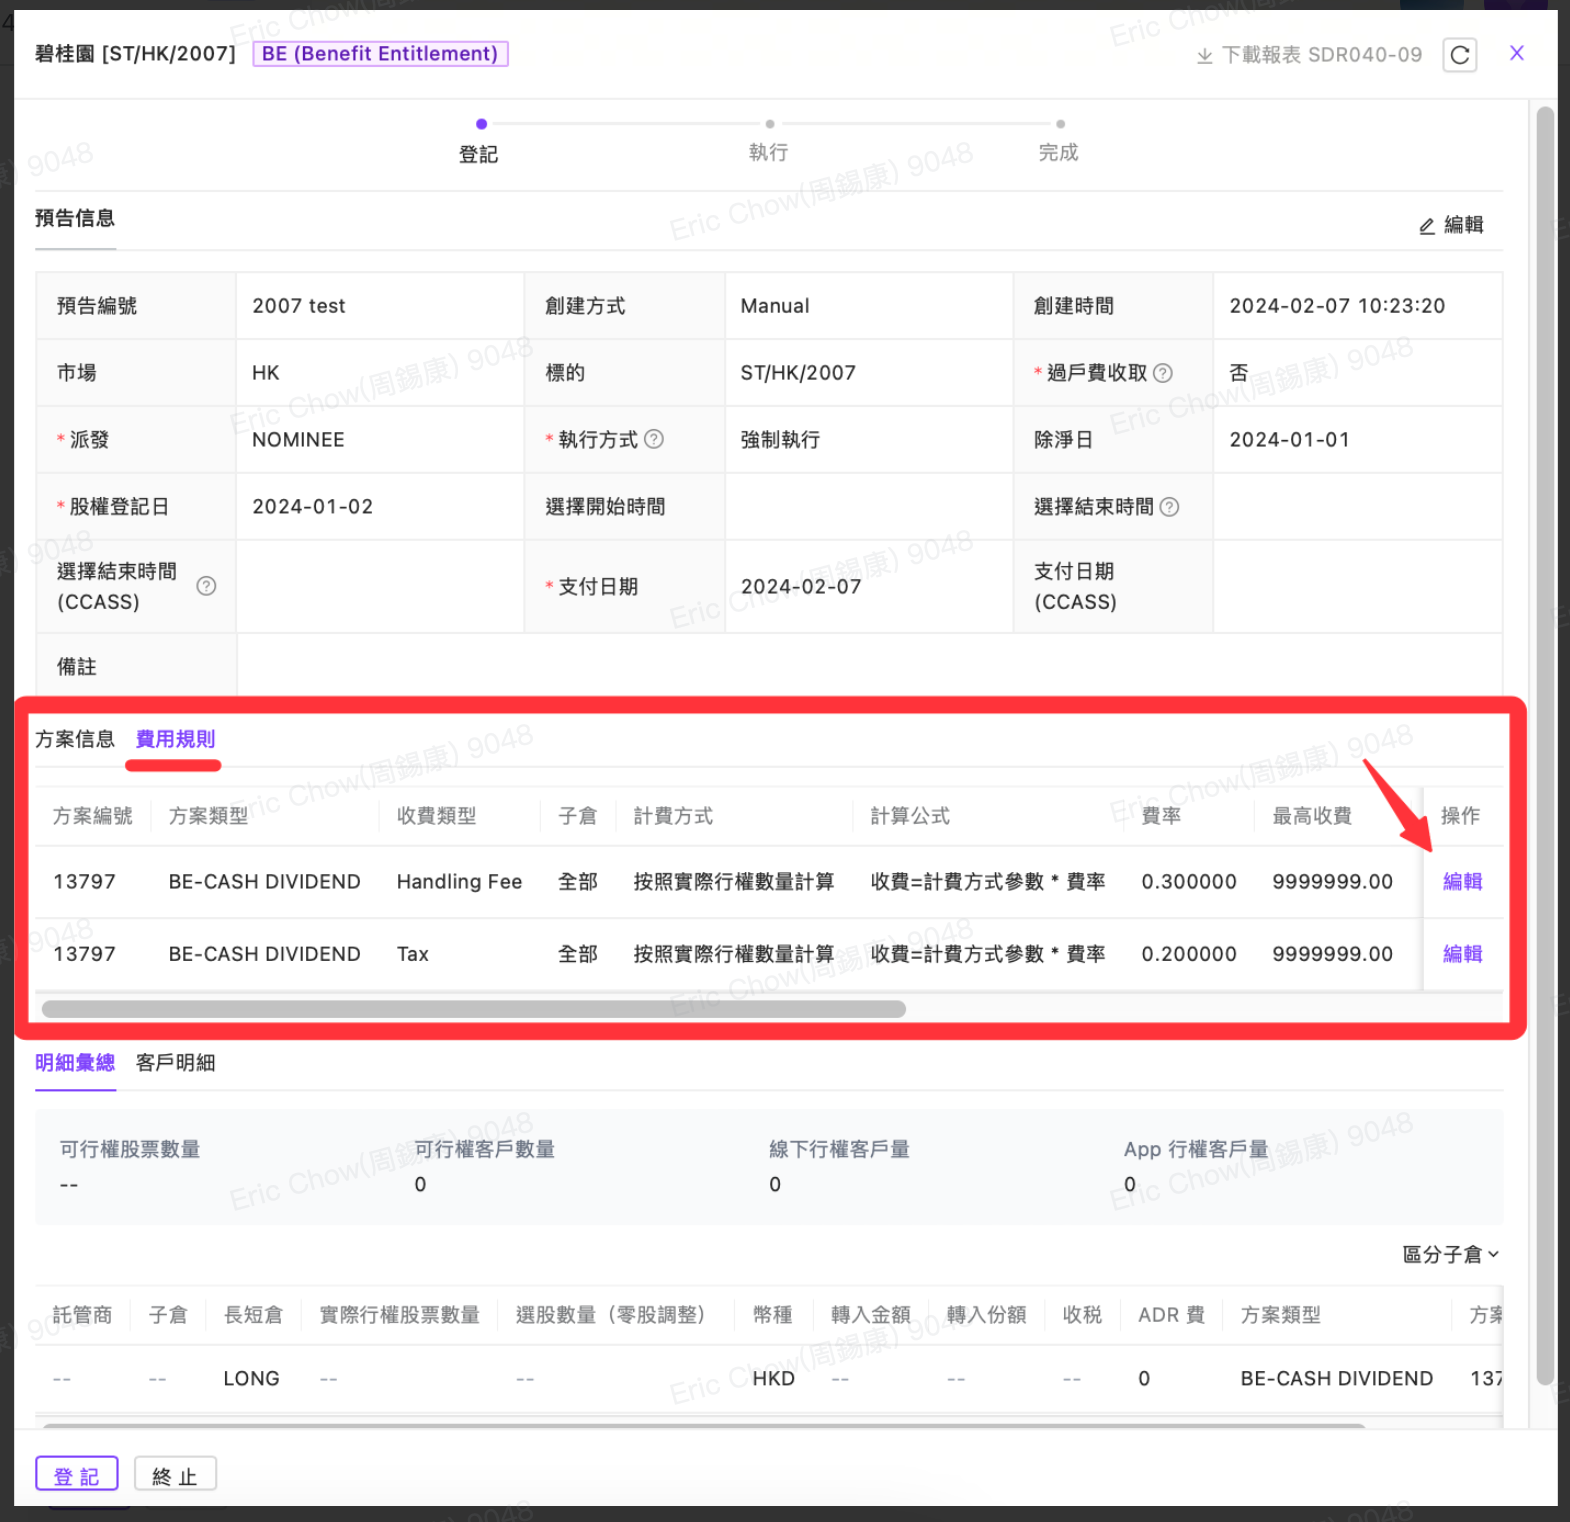 碧桂園 [ST/HK/2007] BE (Benefit Entitlement) 下載報表 SDR040-09
登記 執行 完成
預告信息 編輯
預告編號 2007 test 創建方式 Manual 創建時間 2024-02-07 10:23:20
市場 HK 標的 ST/HK/2007 * 過戶費收取 ? 否
* 派發 NOMINEE * 執行方式 ? 強制執行 除淨日 2024-01-01
* 股權登記日 2024-01-02 選擇開始時間 選擇結束時間 ?
選擇結束時間 (CCASS) ? * 支付日期 2024-02-07 支付日期 (CCASS)
備註
方案信息 費用規則
方案編號 方案類型 收費類型 子倉 計費方式 計算公式 費率 最高收費 操作
13797 BE-CASH DIVIDEND Handling Fee 全部 按照實際行權數量計算 收費=計費方式參數 * 費率 0.300000 9999999.00 編輯
13797 BE-CASH DIVIDEND Tax 全部 按照實際行權數量計算 收費=計費方式參數 * 費率 0.200000 9999999.00 編輯
明細彙總 客戶明細
可行權股票數量 可行權客戶數量 線下行權客戶量 App 行權客戶量
-- 0 0 0
區分子倉
託管商 子倉 長短倉 實際行權股票數量 選股數量（零股調整） 幣種 轉入金額 轉入份額 收税 ADR 費 方案類型 方案
-- -- LONG -- -- HKD -- -- -- 0 BE-CASH DIVIDEND 137
登 記 終 止
Eric Chow(周錫康) 9048